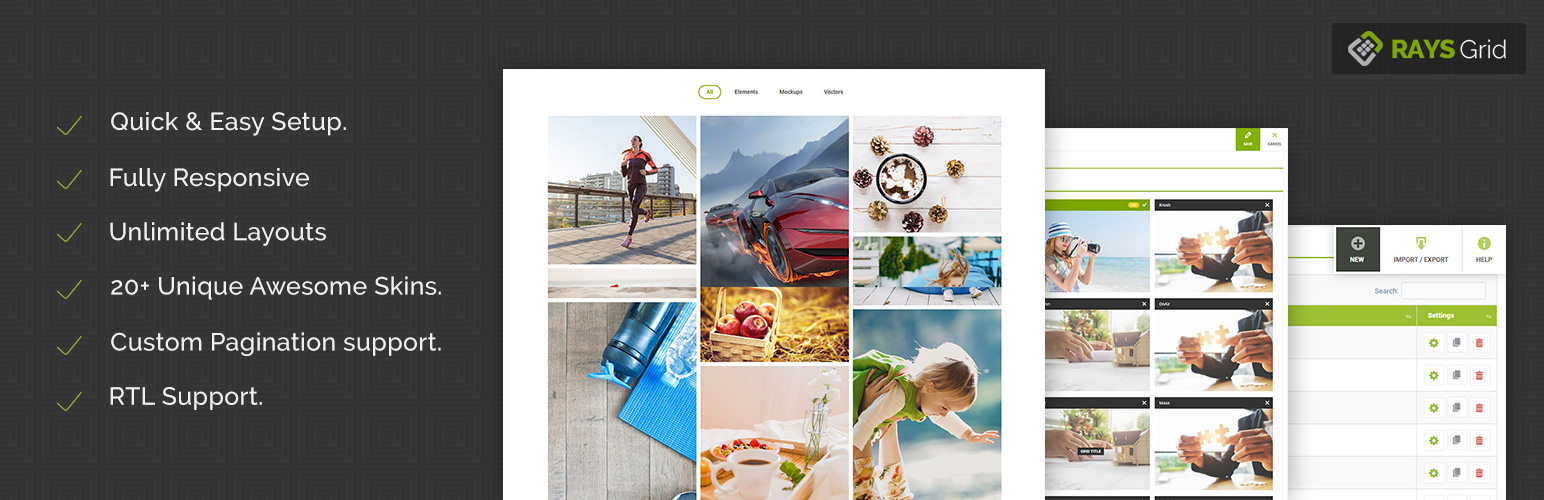 RAYS Grid
Quick & Easy Setup.
Fully Responsive
Unlimited Layouts
20+ Unique Awesome Skins.
Custom Pagination support.
RTL Support.
All Elements Mockups Vectors
SAVE CANCEL
Krosh
OnAir
GRID TITLE
Mass
NEW IMPORT / EXPORT HELP
Search:
Settings